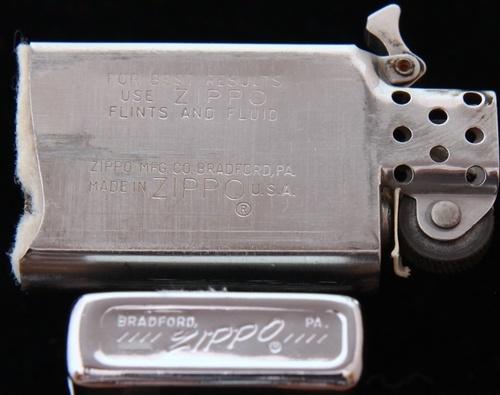 FOR BEST RESULTS
USE ZIPPO
FLINTS AND FLUID
ZIPPO MFG. CO. BRADFORD, PA.
MADE IN ZIPPO ® U.S.A.
BRADFORD, PA.
//// ZIPPO ® ////